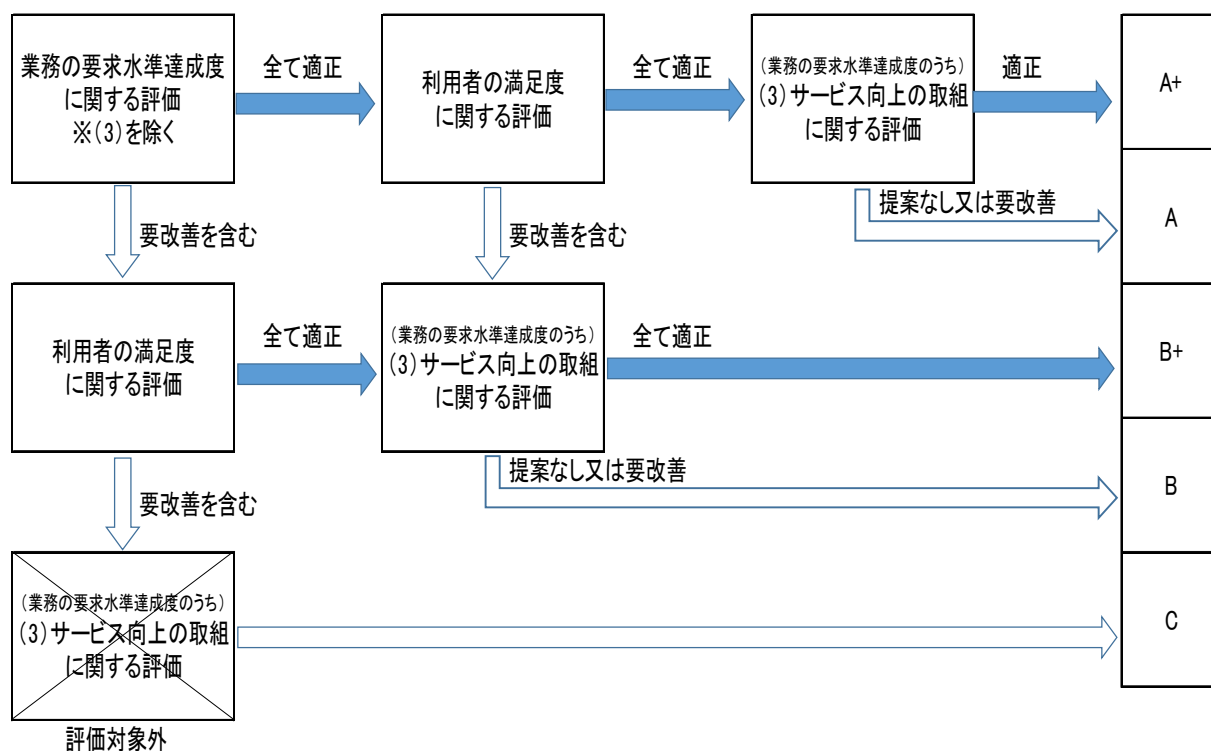 業務の要求水準達成度
に関する評価
※(3)を除く
全て適正
利用者の満足度
に関する評価
全て適正
(業務の要求水準達成度のうち)
(3)サービス向上の取組
に関する評価
適正
A+
提案なし又は要改善
A
要改善を含む
要改善を含む
利用者の満足度
に関する評価
全て適正
(業務の要求水準達成度のうち)
(3)サービス向上の取組
に関する評価
全て適正
B+
提案なし又は要改善
B
要改善を含む
(業務の要求水準達成度のうち)
(3)サービス向上の取組
に関する評価
C
評価対象外